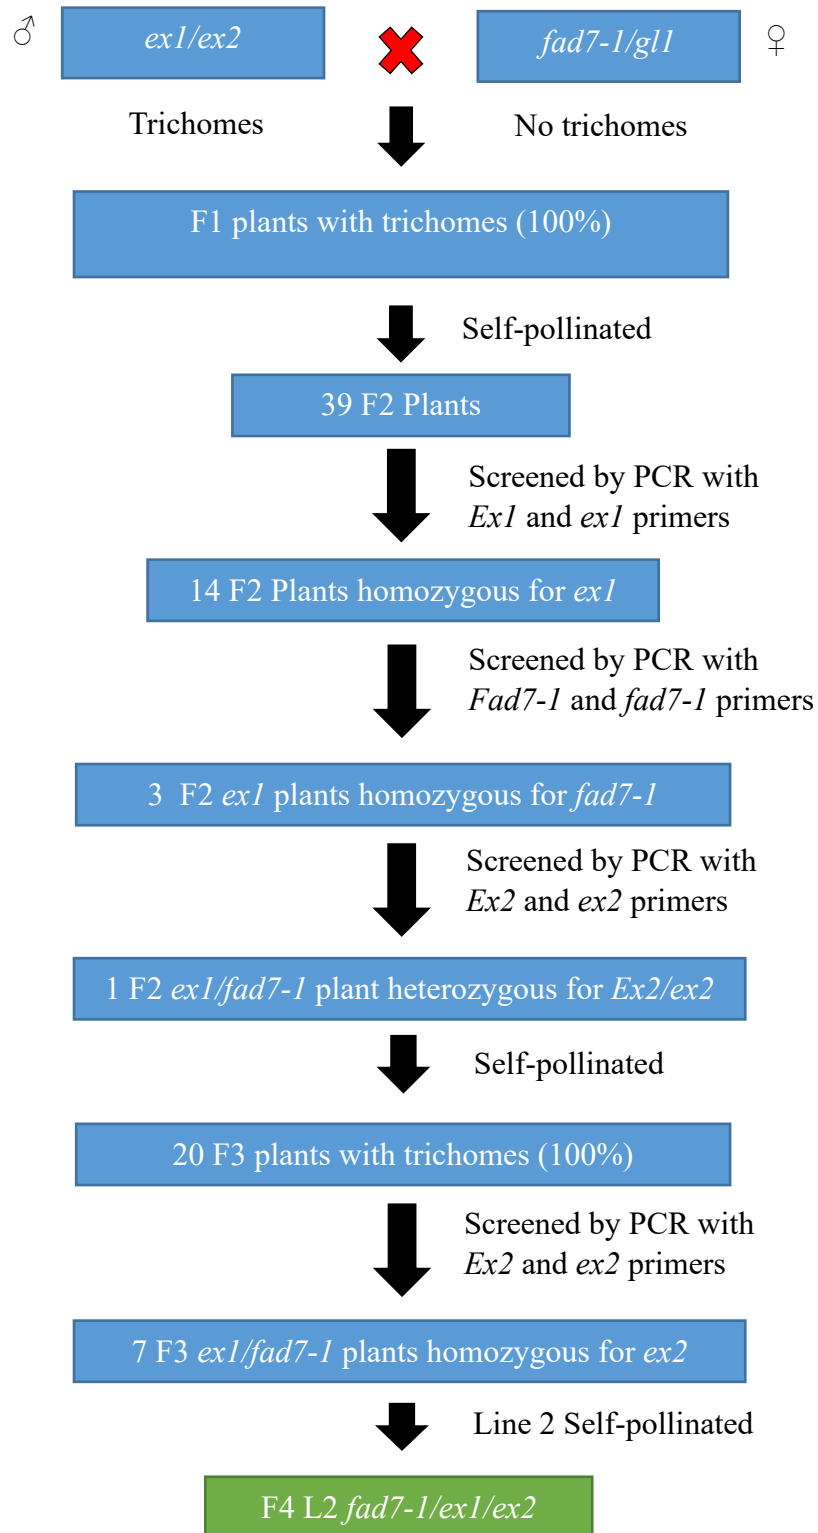 ♂ ex1/ex2 fad7-1/gl1 ♀
Trichomes No trichomes
F1 plants with trichomes (100%)
Self-pollinated
39 F2 Plants
Screened by PCR with
Ex1 and ex1 primers
14 F2 Plants homozygous for ex1
Screened by PCR with
Fad7-1 and fad7-1 primers
3 F2 ex1 plants homozygous for fad7-1
Screened by PCR with
Ex2 and ex2 primers
1 F2 ex1/fad7-1 plant heterozygous for Ex2/ex2
Self-pollinated
20 F3 plants with trichomes (100%)
Screened by PCR with
Ex2 and ex2 primers
7 F3 ex1/fad7-1 plants homozygous for ex2
Line 2 Self-pollinated
F4 L2 fad7-1/ex1/ex2